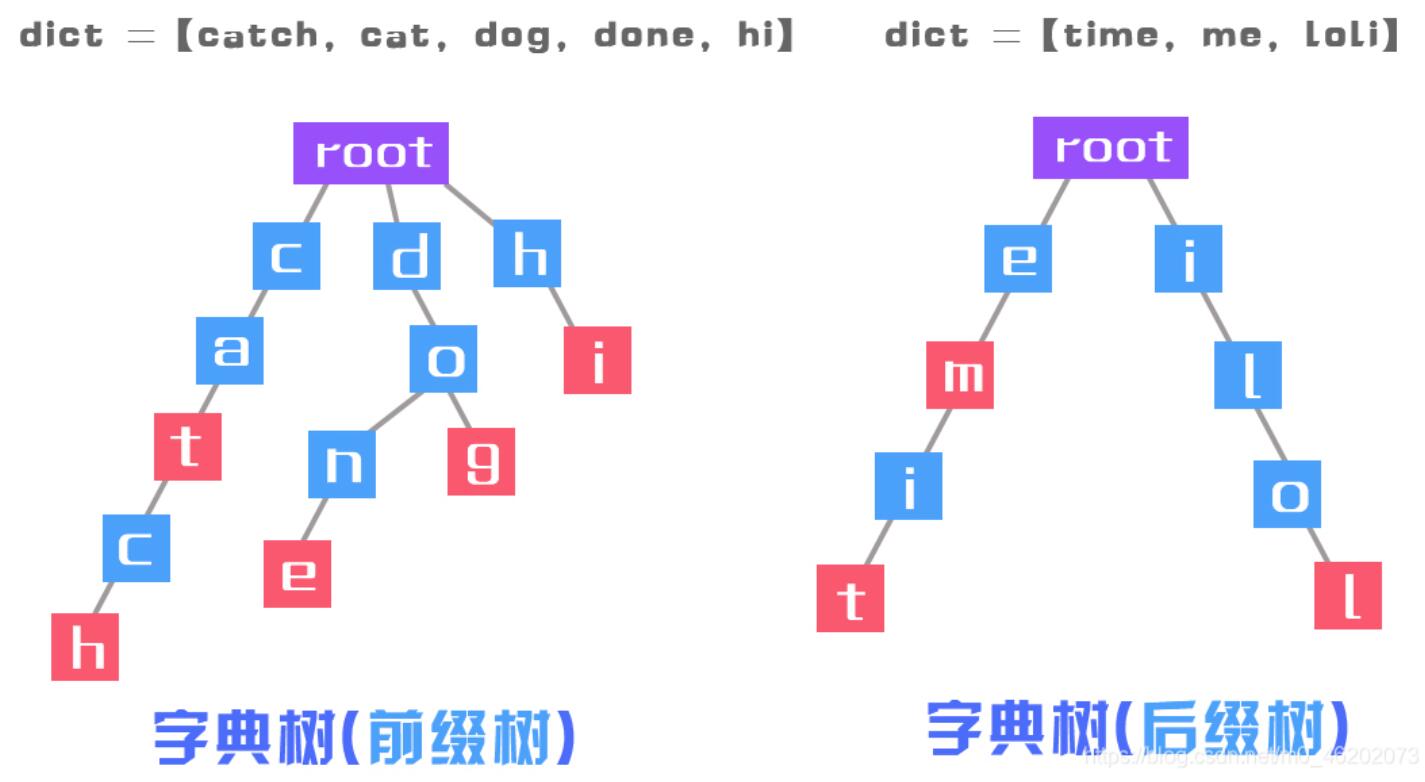 dict =【catch, cat, dog, done, hi】
dict =【time, me, loli】
root
c d h
a o i
t n g
c e
h
字典树(前缀树)
root
e i
m l
i o
t l
字典树(后缀树)
https://blog.csdn.net/m0_46202073